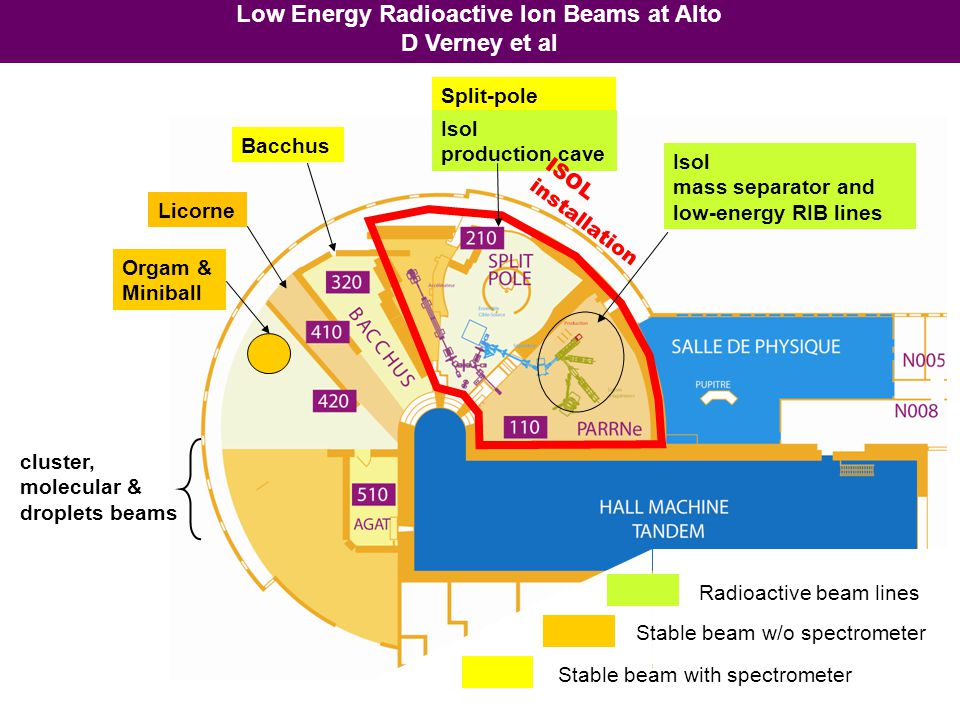 Low Energy Radioactive Ion Beams at Alto
D Verney et al
Split-pole
Isol
production cave
Bacchus
Isol
mass separator and
low-energy RIB lines
Licorne
ISOL
installation
Orgam &
Miniball
210
SPLIT
POLE
Accélérateur
320
BACCHUS
410
420
Production
SALLE DE PHYSIQUE
PUPITRE
N005
N008
110
PARRNe
cluster,
molecular &
droplets beams
510
AGAT
HALL MACHINE
TANDEM
Radioactive beam lines
Stable beam w/o spectrometer
Stable beam with spectrometer